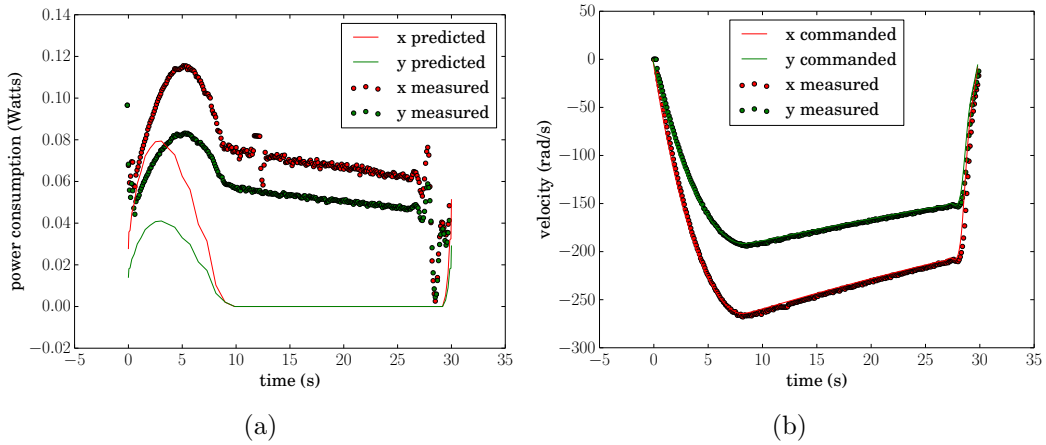 0.14
0.12
0.10
0.08
0.06
0.04
0.02
0.00
−0.02
power consumption (Watts)
x predicted
y predicted
x measured
y measured
−5 0 5 10 15 20 25 30 35
time (s)
(a)
50
0
−50
−100
−150
−200
−250
−300
velocity (rad/s)
x commanded
y commanded
x measured
y measured
−5 0 5 10 15 20 25 30 35
time (s)
(b)